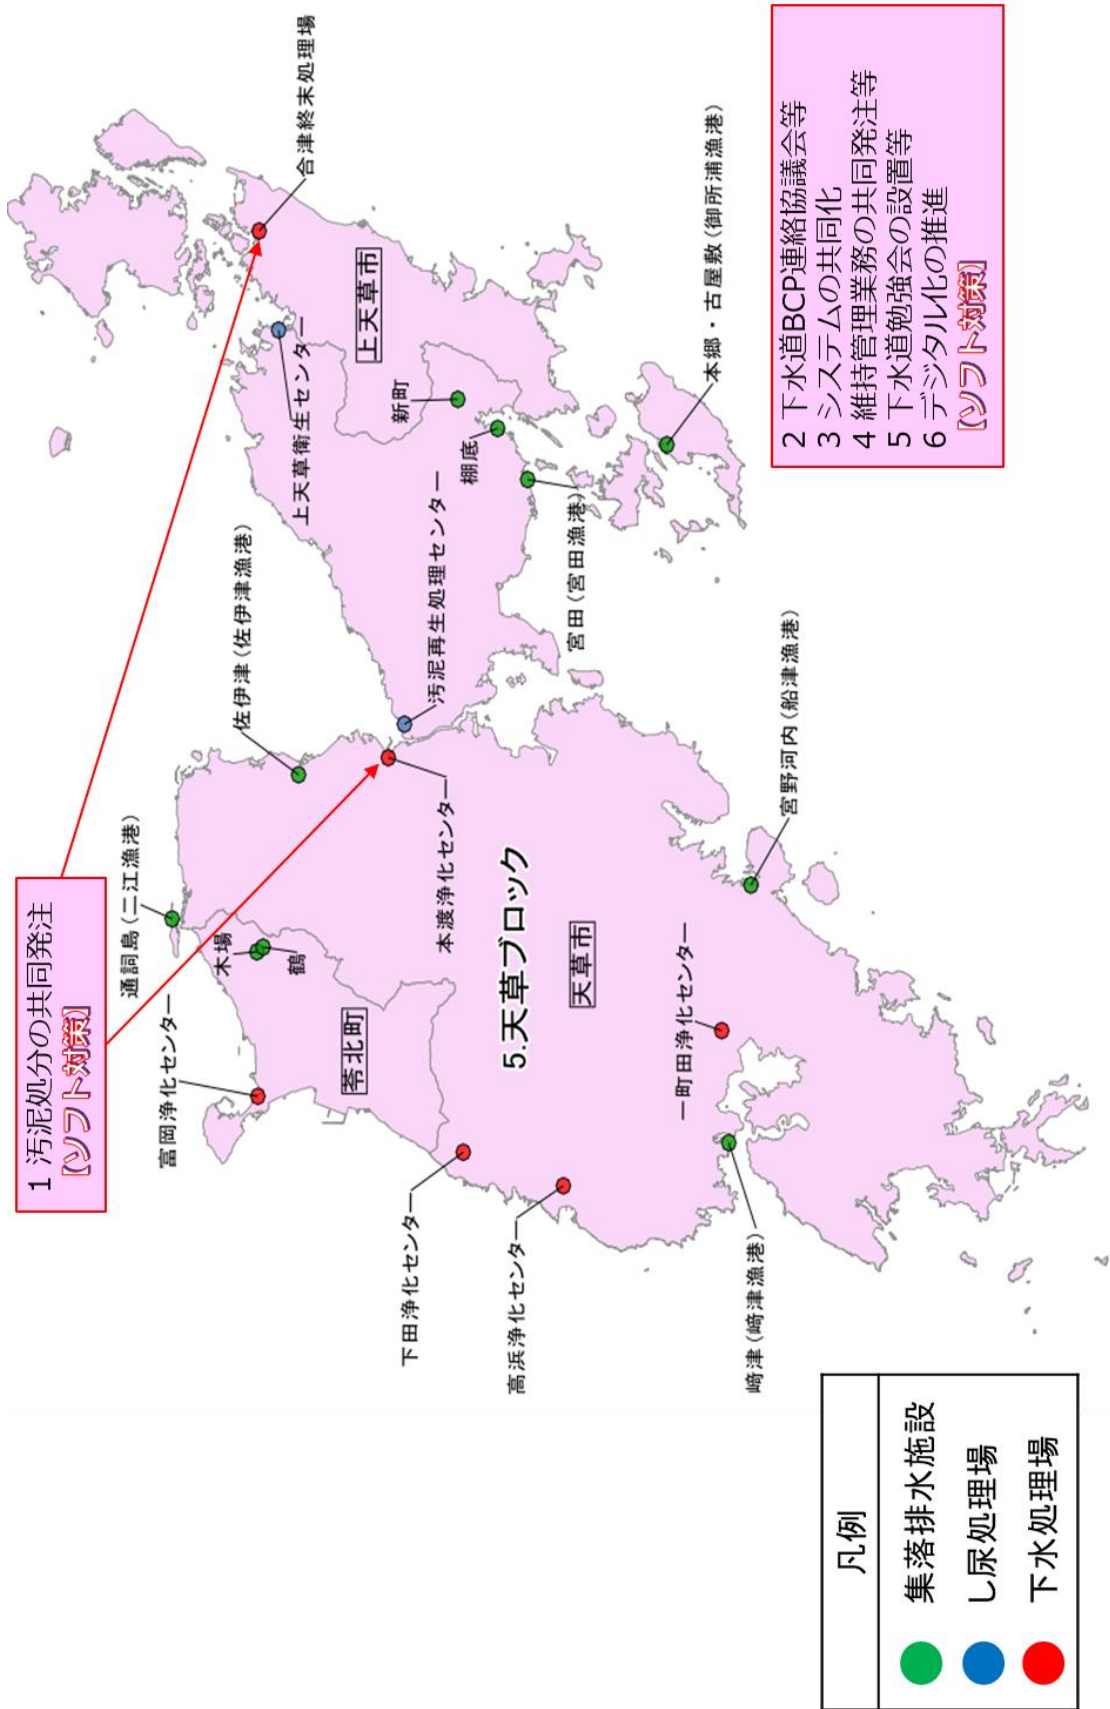 1 汚泥処分の共同発注
【ソフト対策】
通詞島(二江漁港)
佐伊津(佐伊津漁港)
合津終末処理場
富岡浄化センター
木場
鶴
上天草衛生センター
上天草市
新町
棚底
汚泥再生処理センター
宮田(宮田漁港)
本郷・古屋敷(御所浦漁港)
苓北町
本渡浄化センター
5.天草ブロック
天草市
下田浄化センター
高浜浄化センター
一町田浄化センター
宮野河内(船津漁港)
﨑津(﨑津漁港)
2 下水道BCP連絡協議会等
3 システムの共同化
4 維持管理業務の共同発注等
5 下水道勉強会の設置等
6 デジタル化の推進
【ソフト対策】
凡例
集落排水施設
し尿処理場
下水処理場